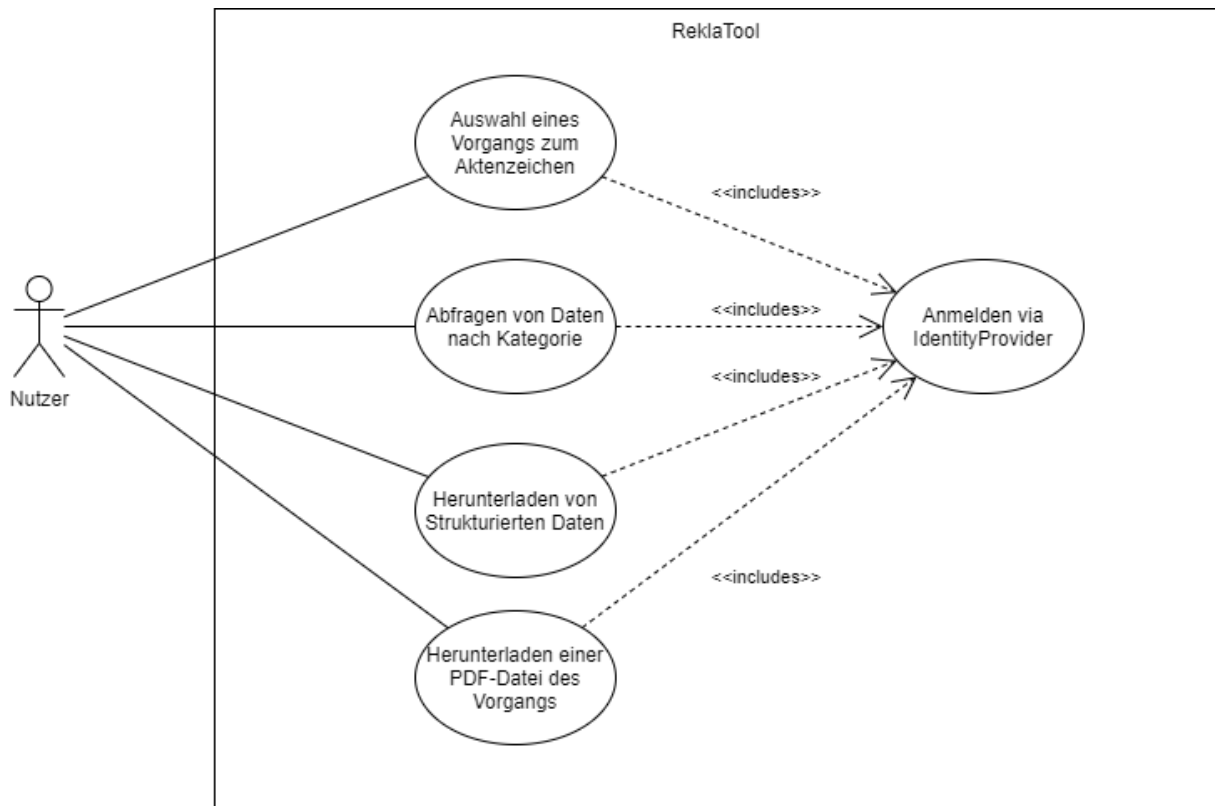 ReklaTool
Auswahl eines
Vorgangs zum
Aktenzeichen
<<includes>>
Abfragen von Daten
nach Kategorie
<<includes>>
Anmelden via
IdentityProvider
<<includes>>
Nutzer
Herunterladen von
Strukturierten Daten
<<includes>>
Herunterladen einer
PDF-Datei des
Vorgangs